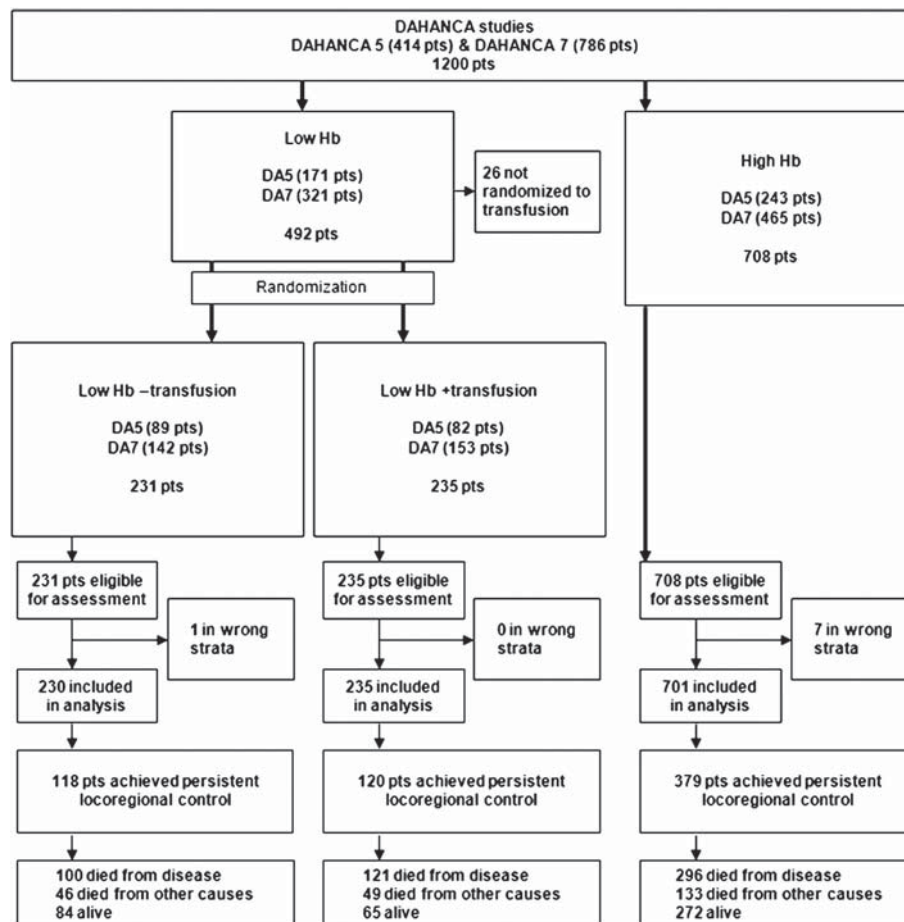 DAHANCA studies
DAHANCA 5 (414 pts) & DAHANCA 7 (786 pts)
1200 pts
Low Hb
DA5 (171 pts)
DA7 (321 pts)
492 pts
26 not
randomized to
transfusion
High Hb
DA5 (243 pts)
DA7 (465 pts)
708 pts
Randomization
Low Hb –transfusion
DA5 (89 pts)
DA7 (142 pts)
231 pts
Low Hb +transfusion
DA5 (82 pts)
DA7 (153 pts)
235 pts
231 pts eligible
for assessment
1 in wrong
strata
230 included
in analysis
235 pts eligible
for assessment
0 in wrong
strata
235 included
in analysis
708 pts eligible
for assessment
7 in wrong
strata
701 included
in analysis
118 pts achieved persistent
locoregional control
120 pts achieved persistent
locoregional control
379 pts achieved persistent
locoregional control
100 died from disease
46 died from other causes
84 alive
121 died from disease
49 died from other causes
65 alive
296 died from disease
133 died from other causes
272 alive